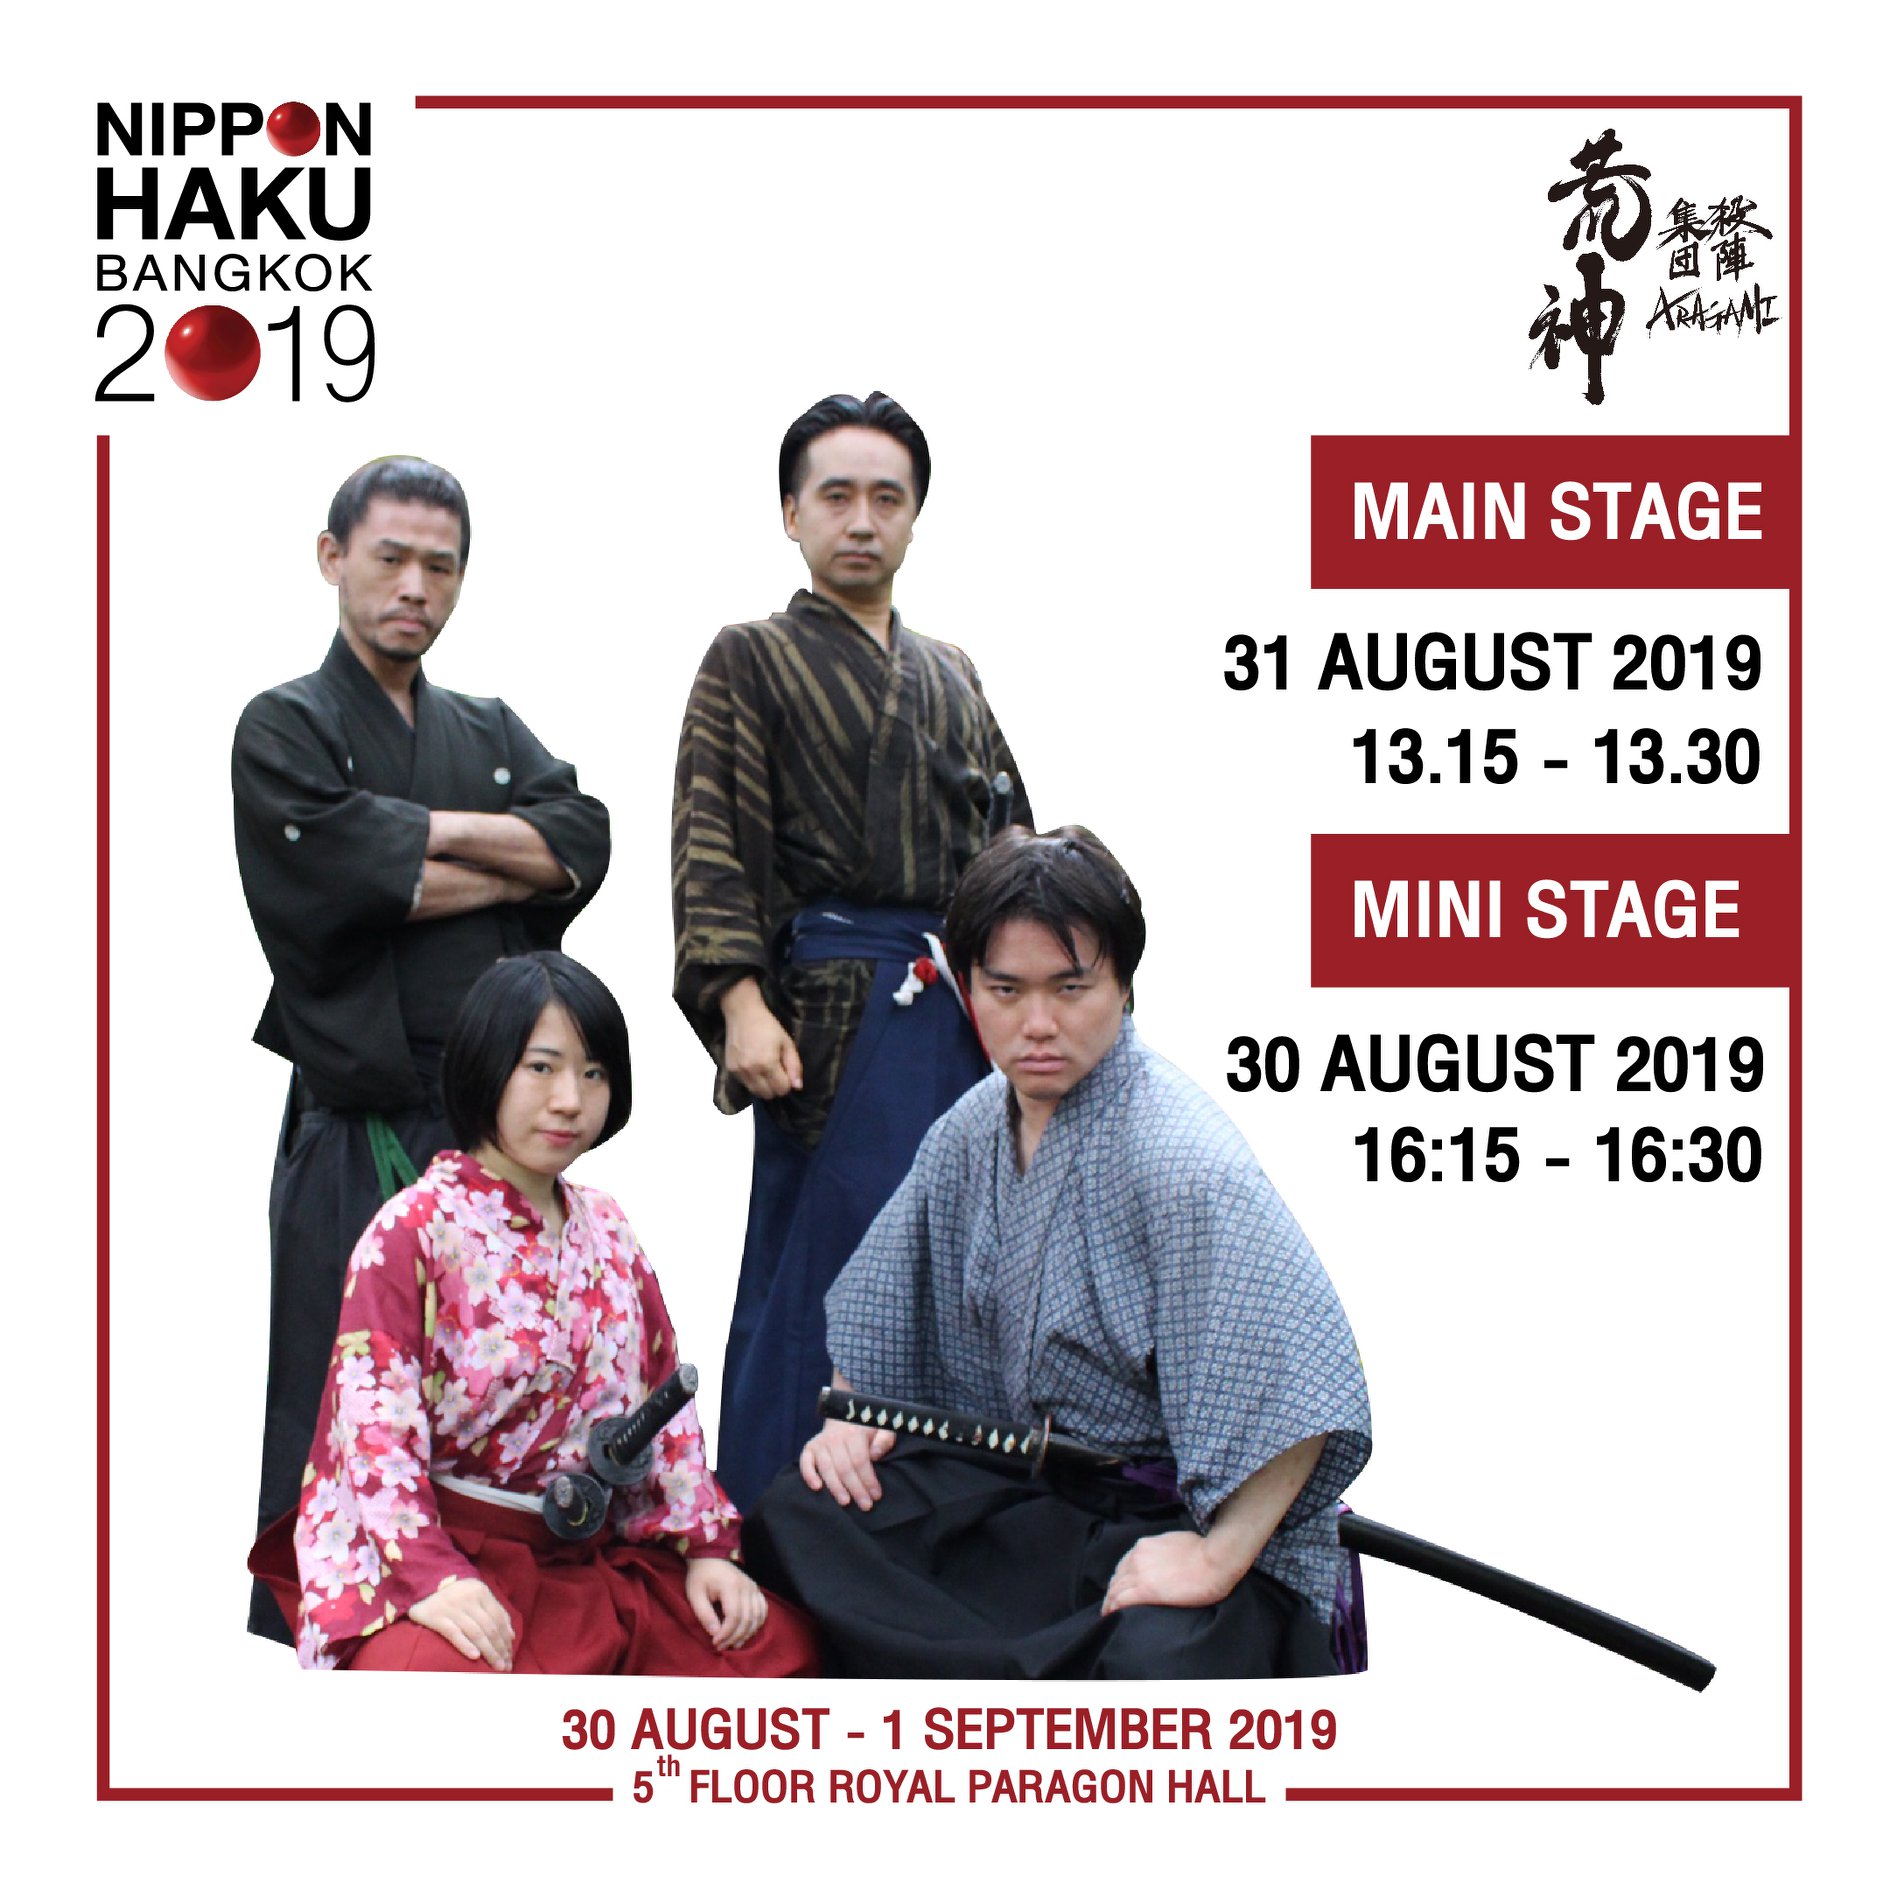 NIPPON
HAKU
BANGKOK
2019
荒神
殺陣
集団
ARAGAMI
MAIN STAGE
31 AUGUST 2019
13.15 - 13.30
MINI STAGE
30 AUGUST 2019
16:15 - 16:30
30 AUGUST - 1 SEPTEMBER 2019
5th FLOOR ROYAL PARAGON HALL